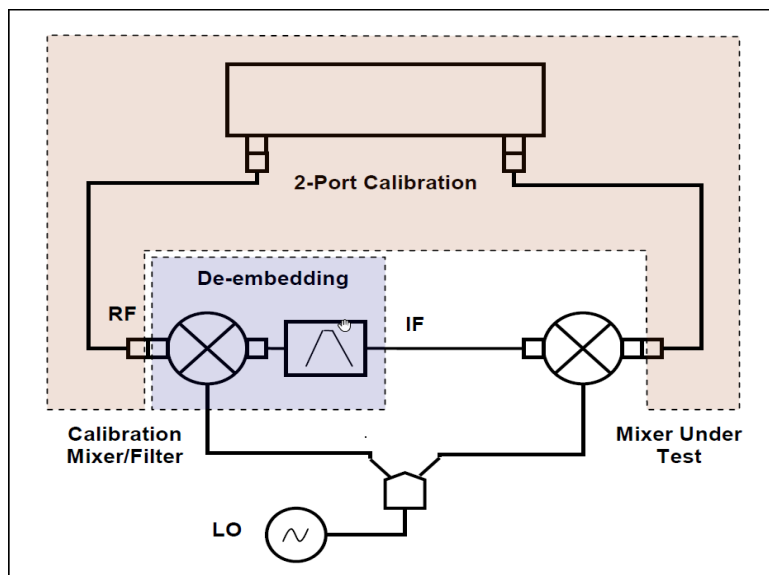 2-Port Calibration
De-embedding
RF
IF
Calibration
Mixer/Filter
Mixer Under
Test
LO